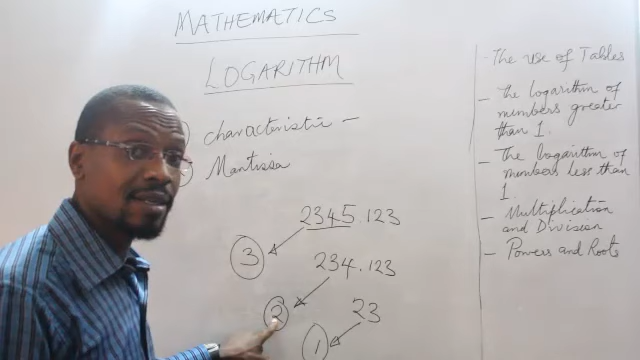 MATHEMATICS
LOGARITHM
characteristic –
Mantissa
2345.123
3
234.123
2
23
1
- The use of Tables
- The logarithm of
numbers greater
than 1.
- The logarithm of
numbers less than
1.
- Multiplication
and Division
- Powers and Roots